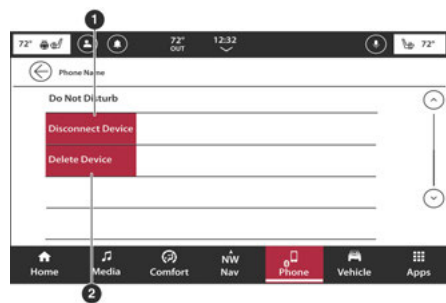 1
72° 72° OUT 12:32 72°
Phone Name
Do Not Disturb
Disconnect Device
Delete Device
Home Media Comfort NW Nav Phone Vehicle Apps
2